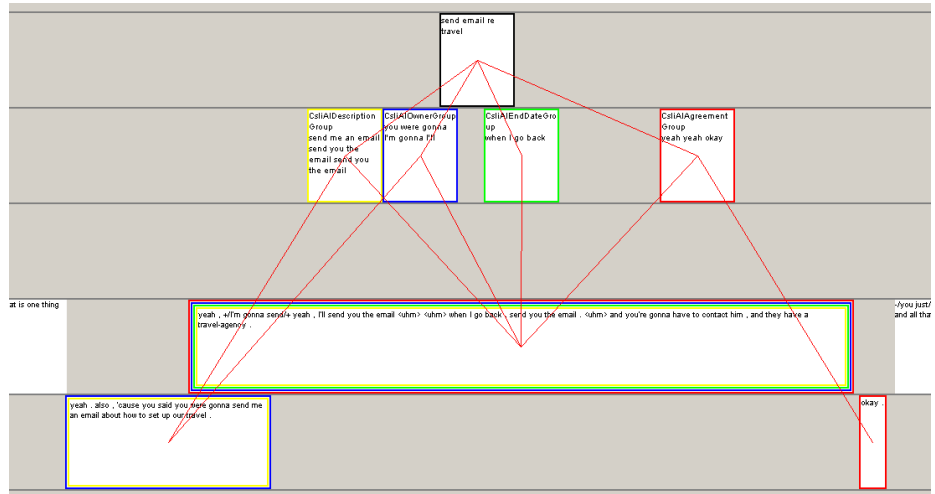 send email re
travel
CsliAIDescription
Group
send me an email
send you the
email send you
the email
CsliAIOwnerGroup
you were gonna
I'm gonna I'll
CsliAIEndDateGro
up
when I go back
CsliAIAgreement
Group
yeah yeah okay
at is one thing
yeah , +/I'm gonna send/+ yeah , I'll send you the email <uhm> <uhm> when I go back , send you the email . <uhm> and you're gonna have to contact him , and they have a
travel-agency .
-/you just/
and all tha
yeah . also , 'cause you said you were gonna send me
an email about how to set up our travel .
okay .